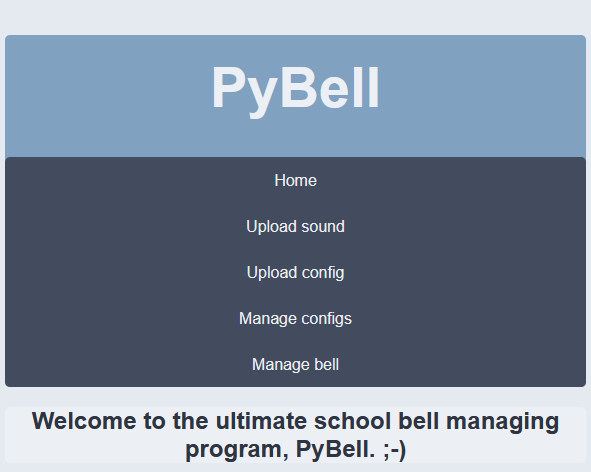 PyBell
Home
Upload sound
Upload config
Manage configs
Manage bell
Welcome to the ultimate school bell managing
program, PyBell. ;-)